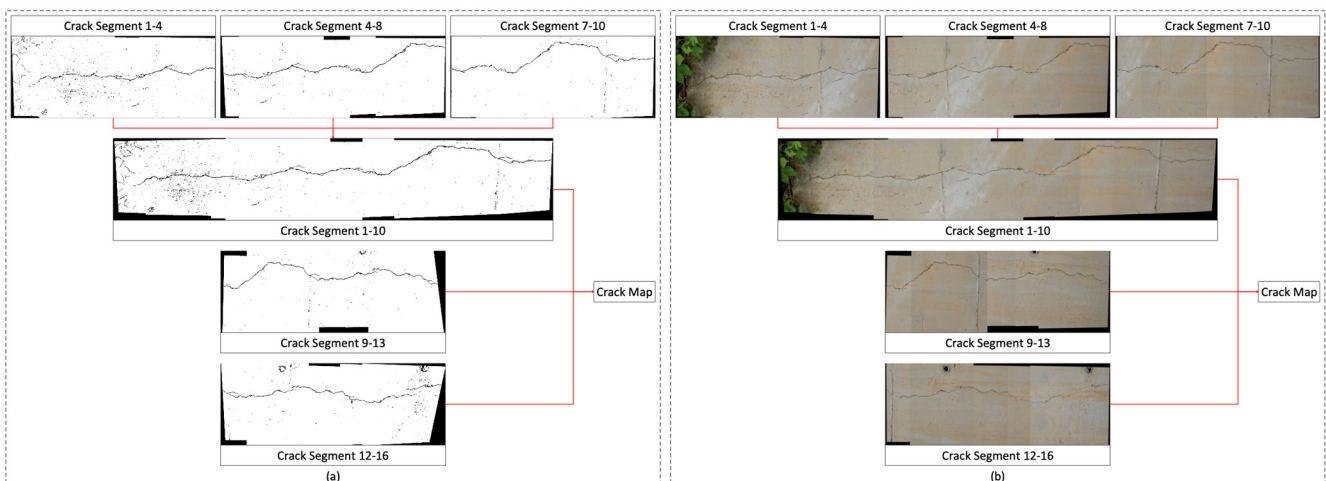 Crack Segment 1-4
Crack Segment 4-8
Crack Segment 7-10
Crack Segment 1-10
Crack Segment 9-13
Crack Segment 12-16
Crack Map
(a)
Crack Segment 1-4
Crack Segment 4-8
Crack Segment 7-10
Crack Segment 1-10
Crack Segment 9-13
Crack Segment 12-16
Crack Map
(b)